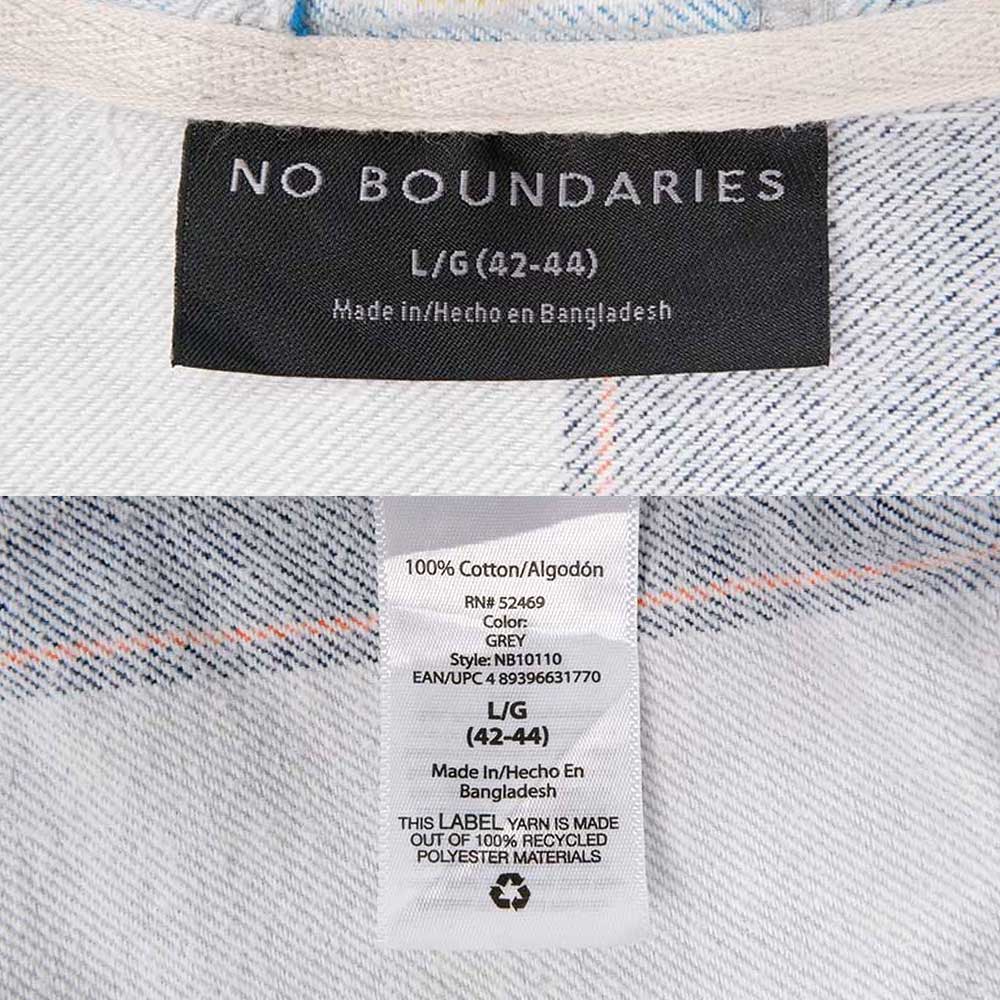 NO BOUNDARIES
L/G (42-44)
Made in/Hecho en Bangladesh
100% Cotton/Algodón
RN# 52469
Color:
GREY
Style: NB10110
EAN/UPC 4 89396631770
L/G
(42-44)
Made In/Hecho En
Bangladesh
THIS LABEL YARN IS MADE
OUT OF 100% RECYCLED
POLYESTER MATERIALS